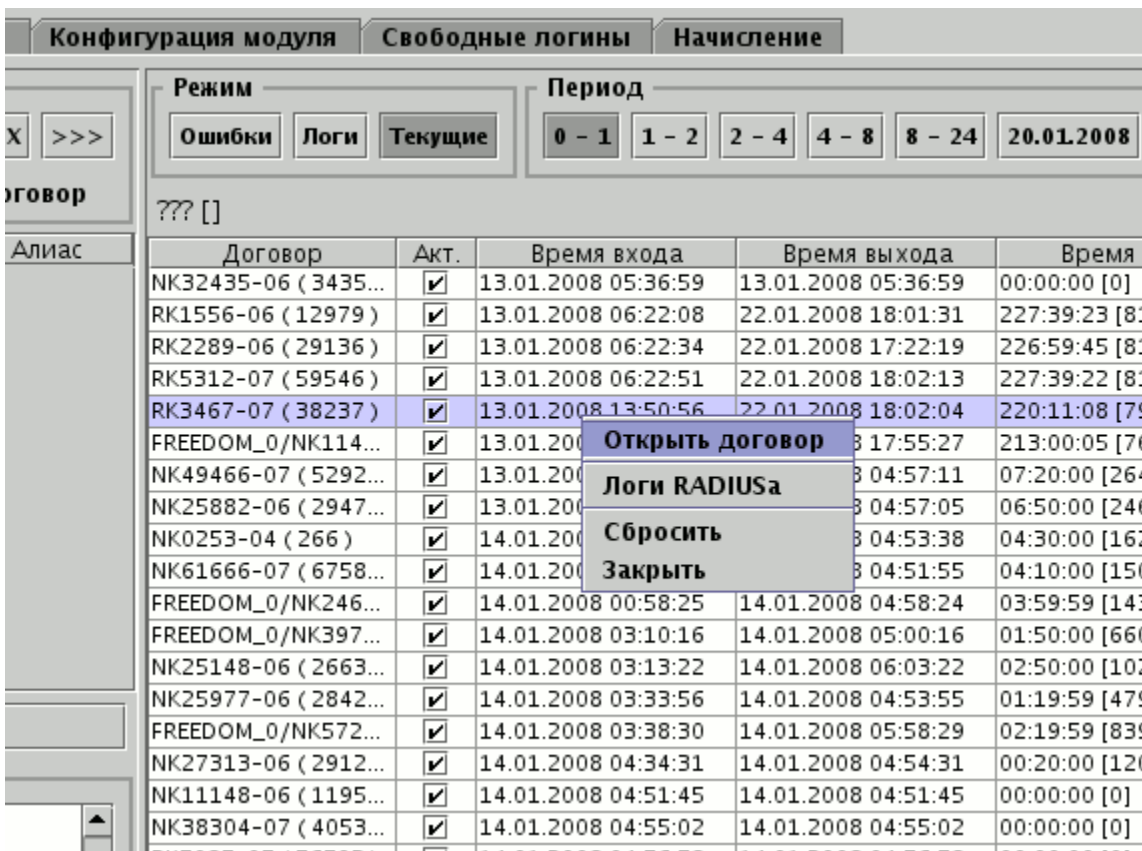 Конфигурация модуля Свободные логины Начисление
Режим Период
X >>> Ошибки Логи Текущие 0 – 1 1 – 2 2 – 4 4 – 8 8 – 24 20.01.2008
??? []
Алиас Договор Акт. Время входа Время выхода Время
NK32435-06 ( 3435... 13.01.2008 05:36:59 13.01.2008 05:36:59 00:00:00 [0]
RK1556-06 ( 12979 ) 13.01.2008 06:22:08 22.01.2008 18:01:31 227:39:23
RK2289-06 ( 29136 ) 13.01.2008 06:22:34 22.01.2008 17:22:19 226:59:45
RK5312-07 ( 59546 ) 13.01.2008 06:22:51 22.01.2008 18:02:13 227:39:22
RK3467-07 ( 38237 ) 13.01.2008 13:50:56 22.01.2008 18:02:04 220:11:08
FREEDOM_0/NK114... 17:55:27 213:00:05
NK49466-07 ( 5292... 04:57:11 07:20:00
NK25882-06 ( 2947... 04:57:05 06:50:00
NK0253-04 ( 266 ) 04:53:38 04:30:00
NK61666-07 ( 6758... 04:51:55 04:10:00
Открыть договор
Логи RADIUSa
Сбросить
Закрыть
FREEDOM_0/NK246... 14.01.2008 00:58:25 14.01.2008 04:58:24 03:59:59
FREEDOM_0/NK397... 14.01.2008 03:10:16 14.01.2008 05:00:16 01:50:00
NK25148-06 ( 2663... 14.01.2008 03:13:22 14.01.2008 06:03:22 02:50:00
NK25977-06 ( 2842... 14.01.2008 03:33:56 14.01.2008 04:53:55 01:19:59
FREEDOM_0/NK572... 14.01.2008 03:38:30 14.01.2008 05:58:29 02:19:59
NK27313-06 ( 2912... 14.01.2008 04:34:31 14.01.2008 04:54:31 00:20:00
NK11148-06 ( 1195... 14.01.2008 04:51:45 14.01.2008 04:51:45 00:00:00 [0]
NK38304-07 ( 4053... 14.01.2008 04:55:02 14.01.2008 04:55:02 00:00:00 [0]